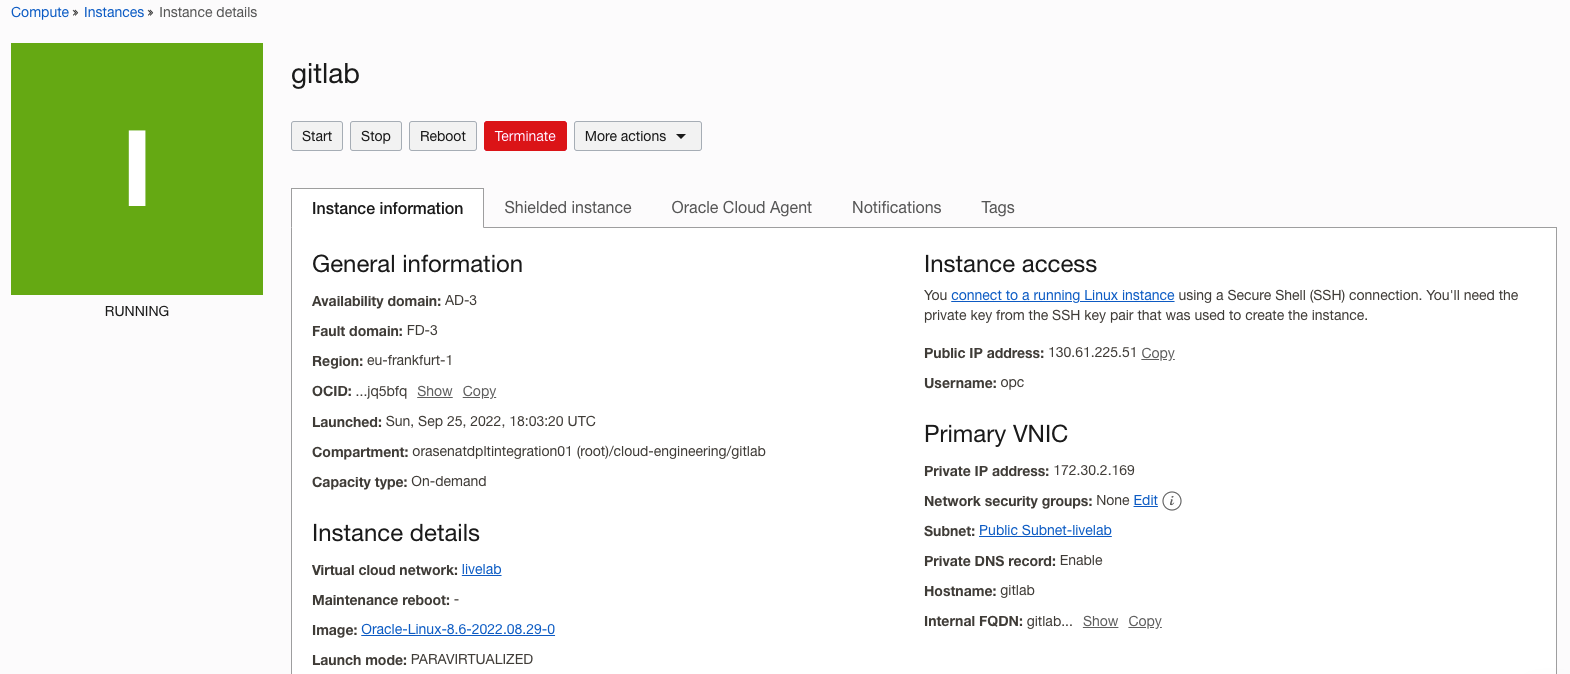 Compute » Instances » Instance details
I
RUNNING
gitlab
Start Stop Reboot Terminate More actions
Instance information Shielded instance Oracle Cloud Agent Notifications Tags
General information
Availability domain: AD-3
Fault domain: FD-3
Region: eu-frankfurt-1
OCID: ...jq5bfq Show Copy
Launched: Sun, Sep 25, 2022, 18:03:20 UTC
Compartment: orasenatdpltintegration01 (root)/cloud-engineering/gitlab
Capacity type: On-demand
Instance details
Virtual cloud network: livelab
Maintenance reboot: -
Image: Oracle-Linux-8.6-2022.08.29-0
Launch mode: PARAVIRTUALIZED
Instance access
You connect to a running Linux instance using a Secure Shell (SSH) connection. You'll need the
private key from the SSH key pair that was used to create the instance.
Public IP address: 130.61.225.51 Copy
Username: opc
Primary VNIC
Private IP address: 172.30.2.169
Network security groups: None Edit i
Subnet: Public Subnet-livelab
Private DNS record: Enable
Hostname: gitlab
Internal FQDN: gitlab... Show Copy